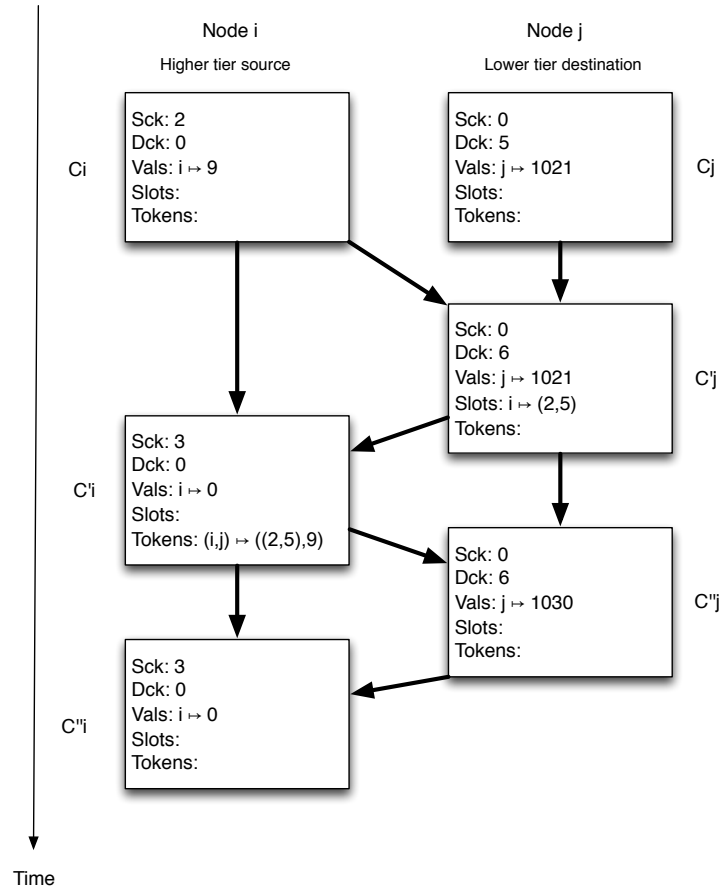 Node i
Node j
Higher tier source
Lower tier destination
Ci
Sck: 2
Dck: 0
Vals: i ↦ 9
Slots:
Tokens:
Sck: 0
Dck: 5
Vals: j ↦ 1021
Slots:
Tokens:
Cj
Sck: 0
Dck: 6
Vals: j ↦ 1021
Slots: i ↦ (2,5)
Tokens:
C'j
C'i
Sck: 3
Dck: 0
Vals: i ↦ 0
Slots:
Tokens: (i,j) ↦ ((2,5),9)
Sck: 0
Dck: 6
Vals: j ↦ 1030
Slots:
Tokens:
C"j
C"i
Sck: 3
Dck: 0
Vals: i ↦ 0
Slots:
Tokens:
Time